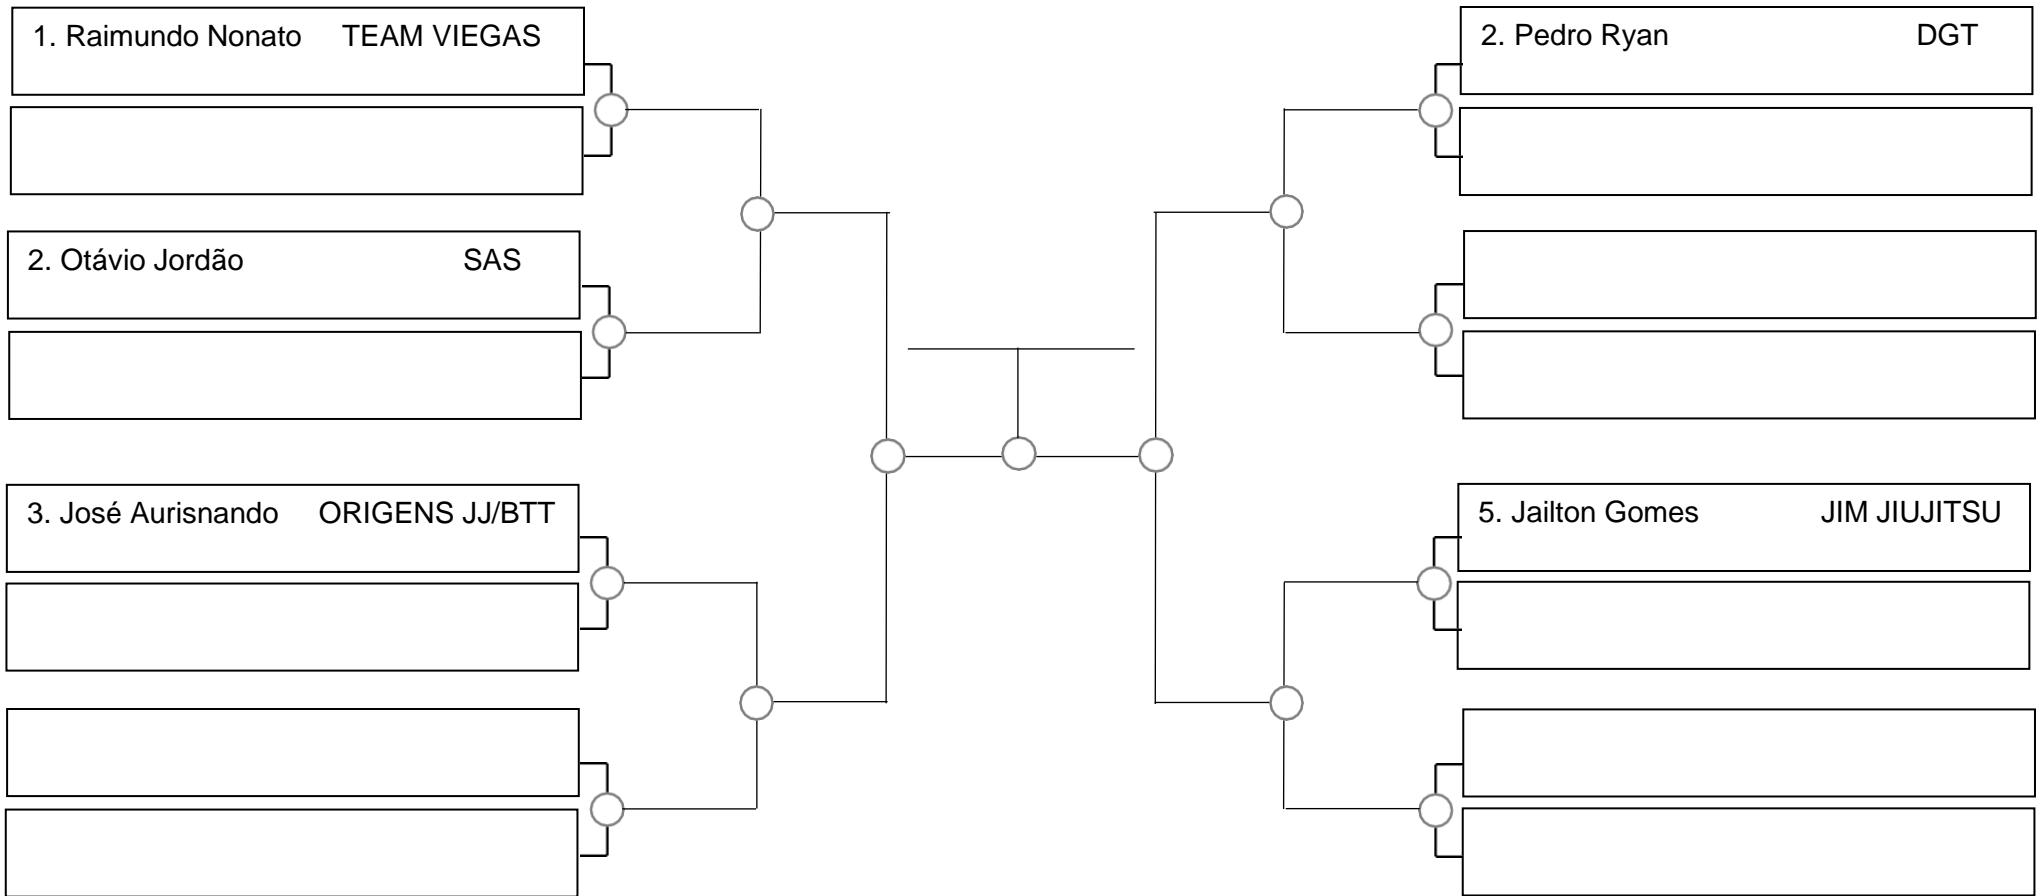 1. Raimundo Nonato TEAM VIEGAS
2. Otávio Jordão SAS
3. José Aurisnando ORIGENS JJ/BTT
2. Pedro Ryan DGT
5. Jailton Gomes JIM JIUJITSU